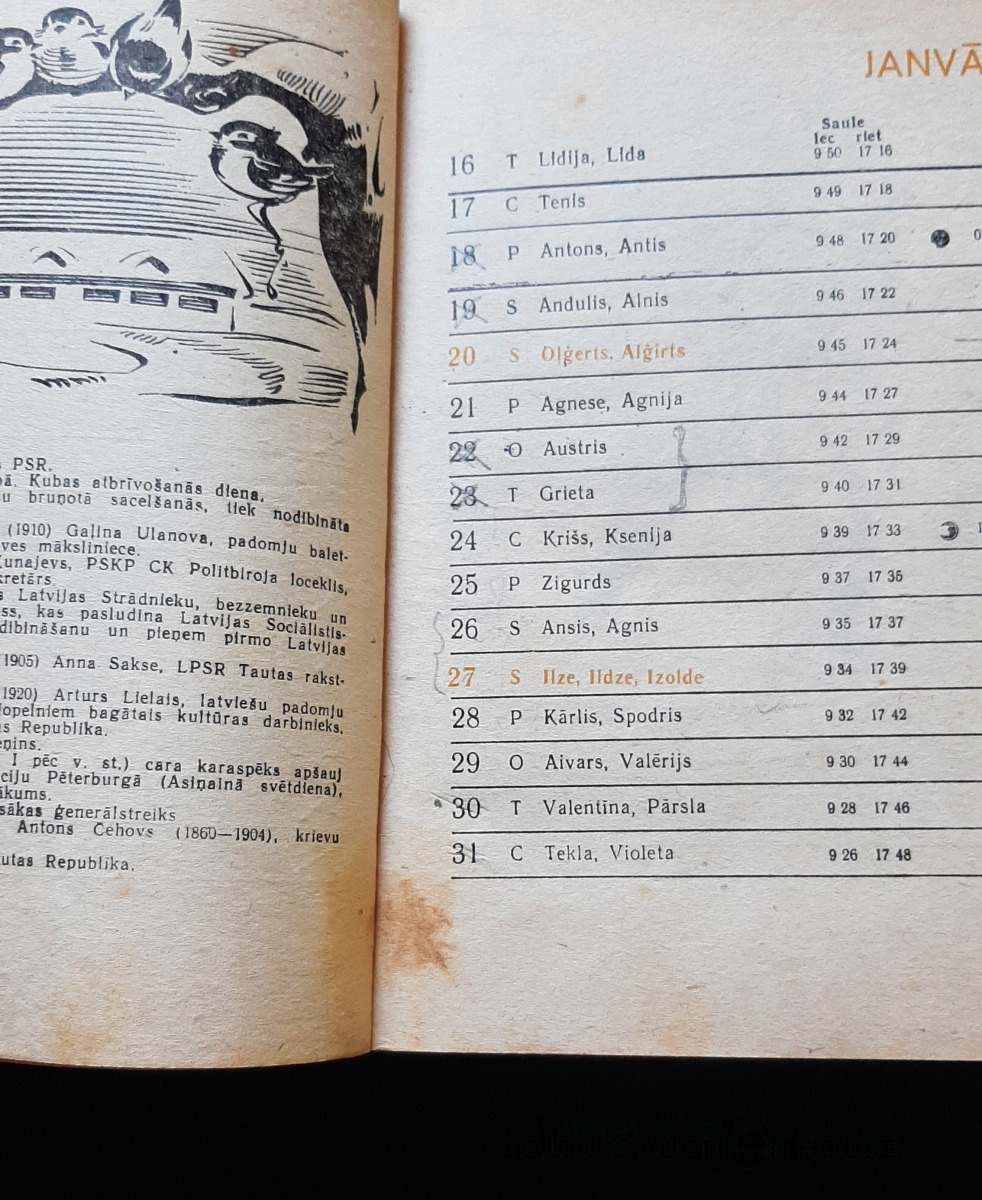 PSR.
Kubas atbrīvošanās diena.
bruņotā sacelšanās, tiek nodibināta
(1910) Gaļina Ulanova, padomju balet-
māksliniece.
PSKP CK Politbiroja loceklis,
Latvijas Strādnieku, bezzemnieku un
kas pasludina Latvijas Sociālistis-
un pieņem pirmo Latvijas
1905) Anna Sakse, LPSR Tautas rakst-
1920) Arturs Lielais, latviešu padomju
nopelniem bagātais kultūras darbinieks.
Republika.
I pēc v. st.) cara karaspēks apšauj
Pēterburgā (Asiņainā svētdiena),
sākas ģenerālstreiks
Antons Čehovs (1860—1904), krievu
Republika.
JANVĀ
Saule
lec riet
16 T Lidija, Lida 9 50 17 16
17 C Tenis 9 49 17 18
18 P Antons, Antis 9 48 17 20 0
19 S Andulis, Alnis 9 46 17 22
20 S Oļģerts, Aļģirts 9 45 17 24
21 P Agnese, Agnija 9 44 17 27
22 O Austris 9 42 17 29
23 T Grieta 9 40 17 31
24 C Krišs, Ksenija 9 39 17 33 1
25 P Zigurds 9 37 17 35
26 S Ansis, Agnis 9 35 17 37
27 S Ilze, Ildze, Izolde 9 34 17 39
28 P Kārlis, Spodris 9 32 17 42
29 O Aivars, Valērijs 9 30 17 44
30 T Valentīna, Pārsla 9 28 17 46
31 C Tekla, Violeta 9 26 17 48